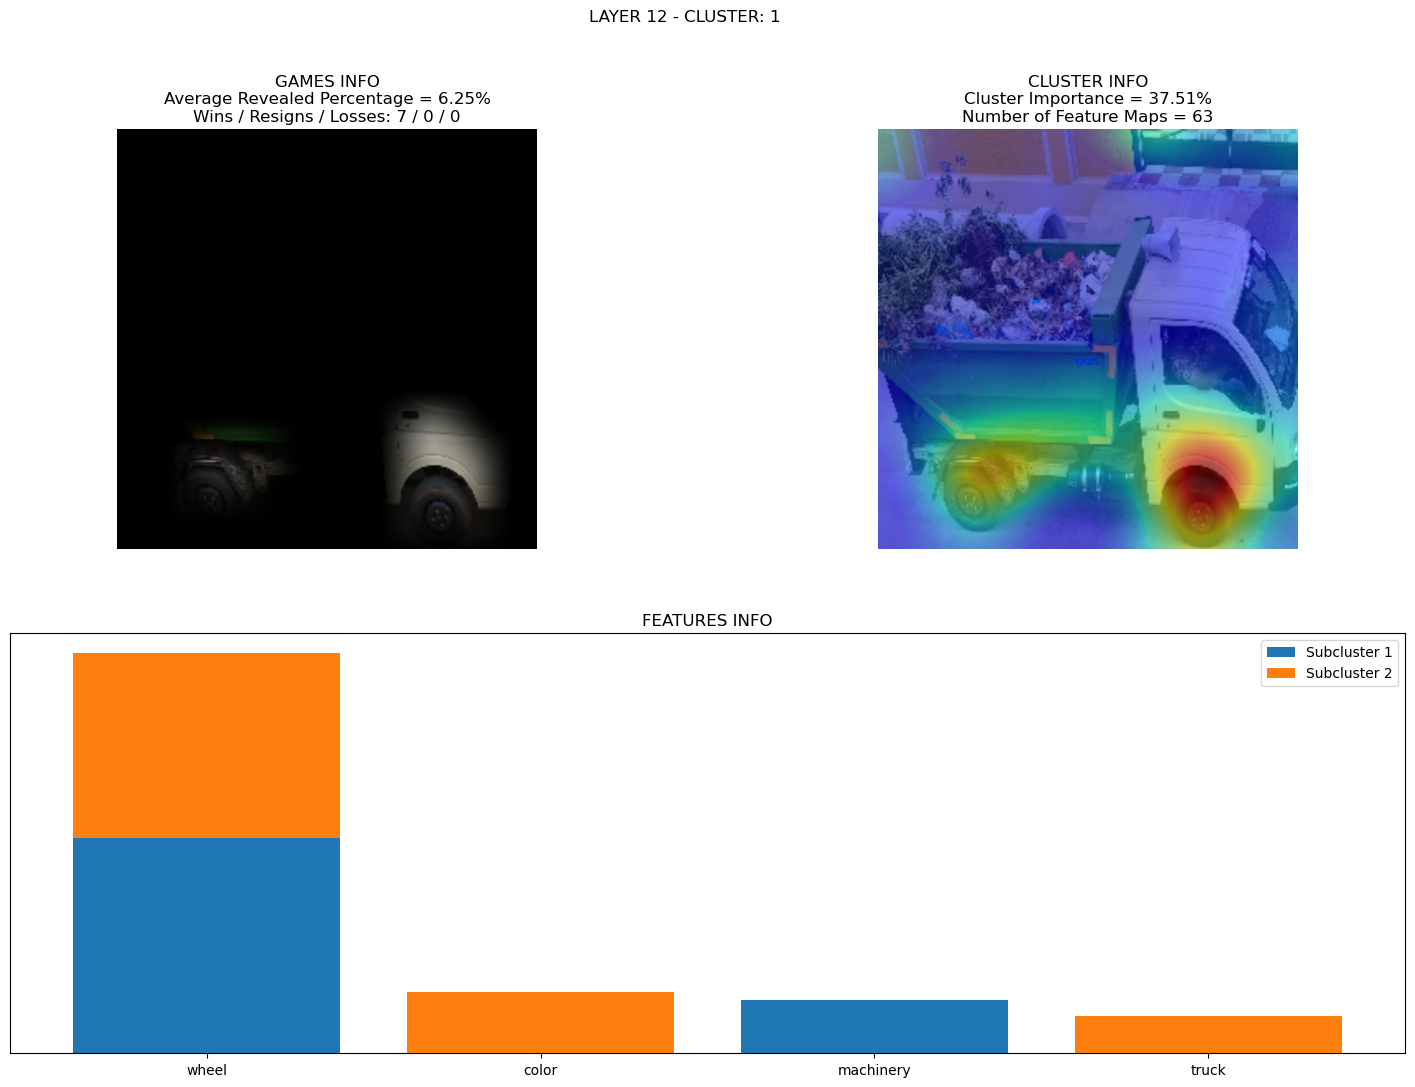 LAYER 12 - CLUSTER: 1
GAMES INFO
Average Revealed Percentage = 6.25%
Wins / Resigns / Losses: 7 / 0 / 0
CLUSTER INFO
Cluster Importance = 37.51%
Number of Feature Maps = 63
FEATURES INFO
Subcluster 1
Subcluster 2
wheel
color
machinery
truck